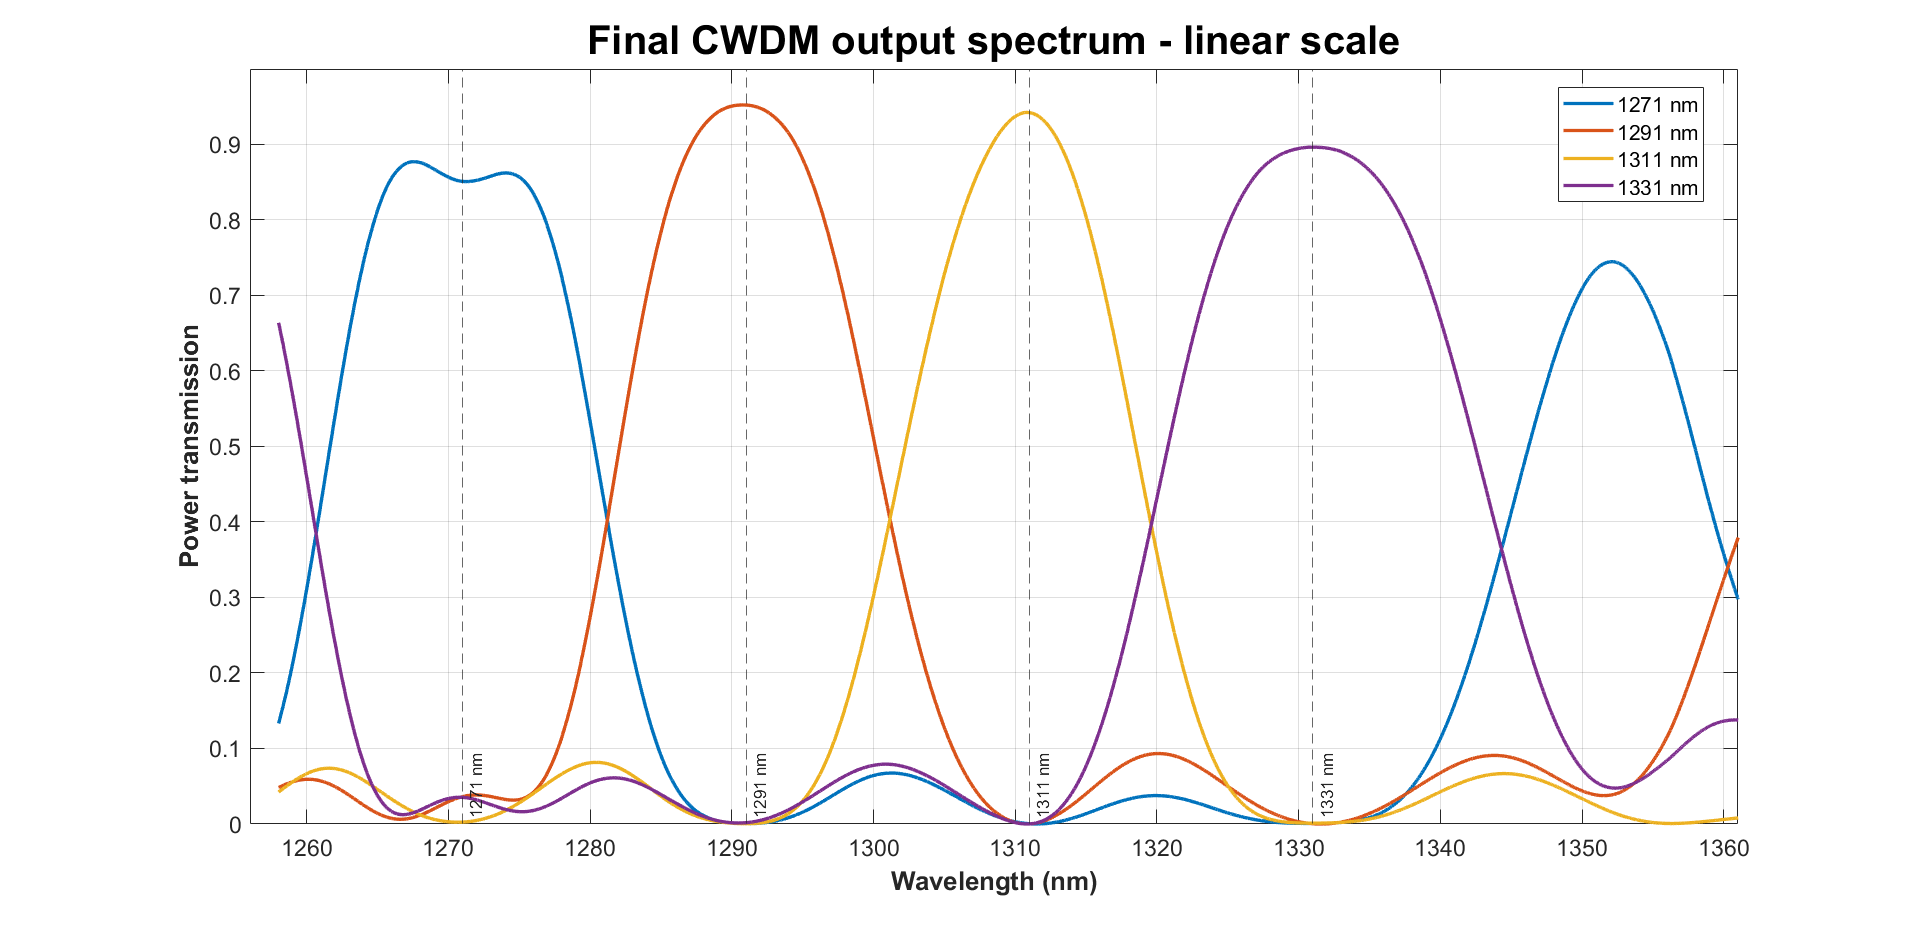 Final CWDM output spectrum - linear scale
1271 nm
1291 nm
1311 nm
1331 nm
Power transmission
0.9
0.8
0.7
0.6
0.5
0.4
0.3
0.2
0.1
0
1271 nm
1291 nm
1311 nm
1331 nm
1260 1270 1280 1290 1300 1310 1320 1330 1340 1350 1360
Wavelength (nm)